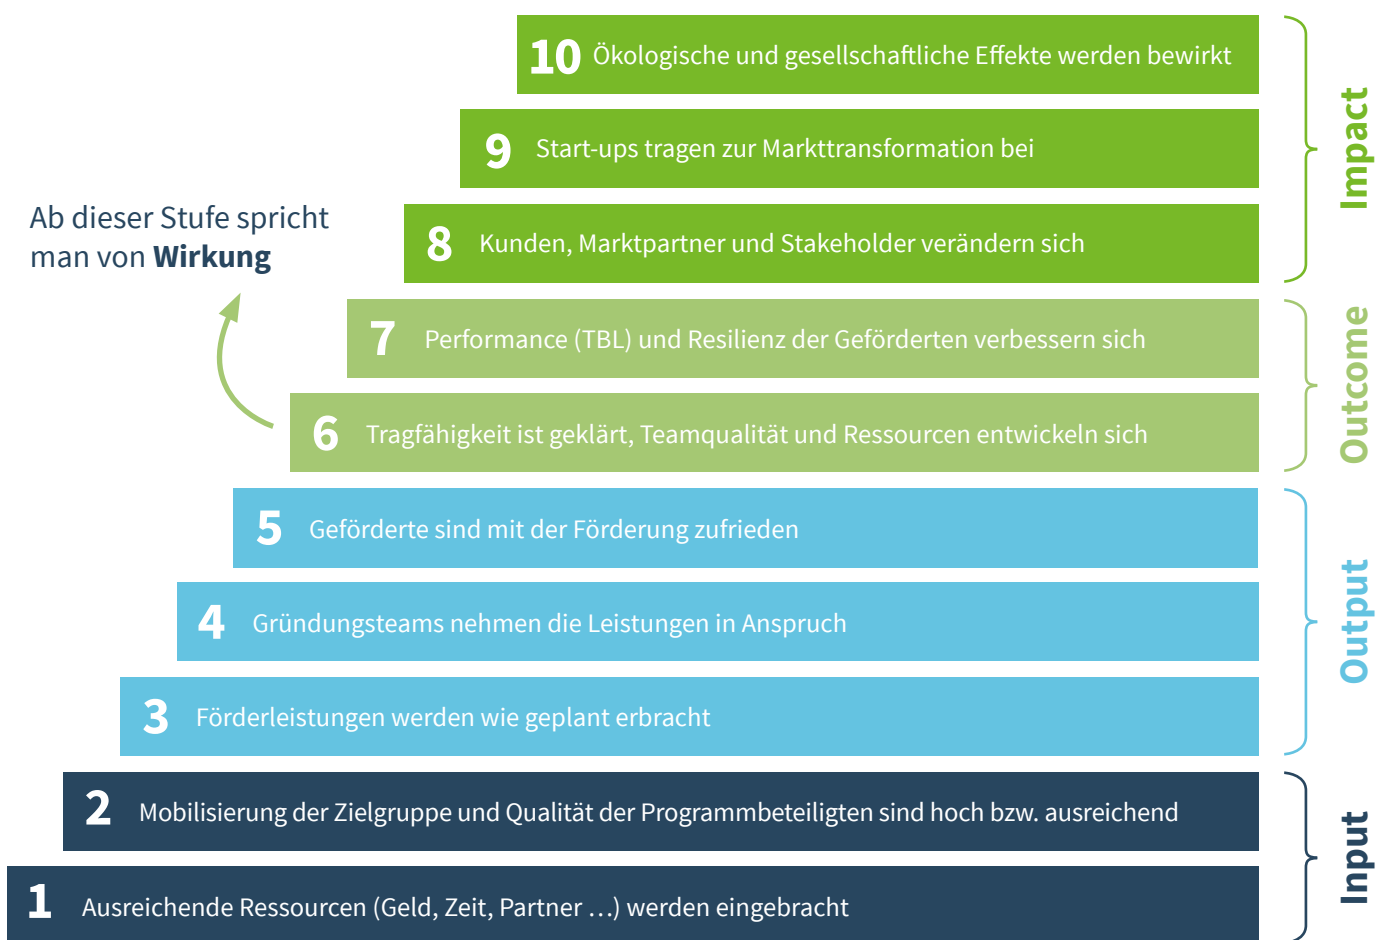 10 Ökologische und gesellschaftliche Effekte werden bewirkt
9 Start-ups tragen zur Markttransformation bei
8 Kunden, Marktpartner und Stakeholder verändern sich
Impact
Ab dieser Stufe spricht
man von Wirkung
7 Performance (TBL) und Resilienz der Geförderten verbessern sich
6 Tragfähigkeit ist geklärt, Teamqualität und Ressourcen entwickeln sich
Outcome
5 Geförderte sind mit der Förderung zufrieden
4 Gründungsteams nehmen die Leistungen in Anspruch
3 Förderleistungen werden wie geplant erbracht
Output
2 Mobilisierung der Zielgruppe und Qualität der Programmbeteiligten sind hoch bzw. ausreichend
1 Ausreichende Ressourcen (Geld, Zeit, Partner …) werden eingebracht
Input